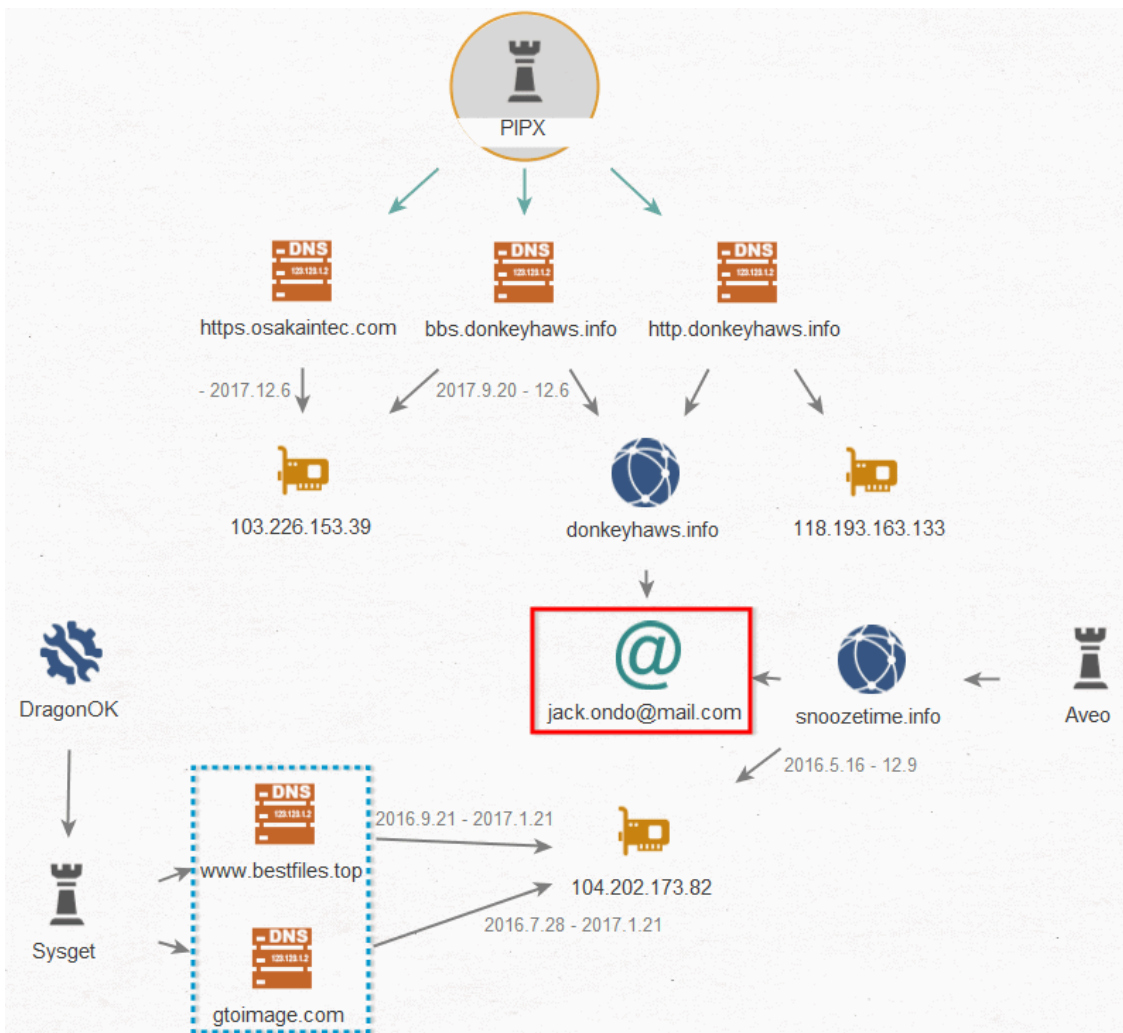 PIPX
DNS
123.123.1.2
DNS
123.123.1.2
DNS
123.123.1.2
https.osakaintec.com
bbs.donkeyhaws.info
http.donkeyhaws.info
- 2017.12.6
2017.9.20 - 12.6
103.226.153.39
donkeyhaws.info
118.193.163.133
@
DragonOK
jack.ondo@mail.com
snoozetime.info
Aveo
2016.5.16 - 12.9
DNS
123.123.1.2
2016.9.21 - 2017.1.21
www.bestfiles.top
104.202.173.82
2016.7.28 - 2017.1.21
Sysget
DNS
123.123.1.2
gtoimage.com